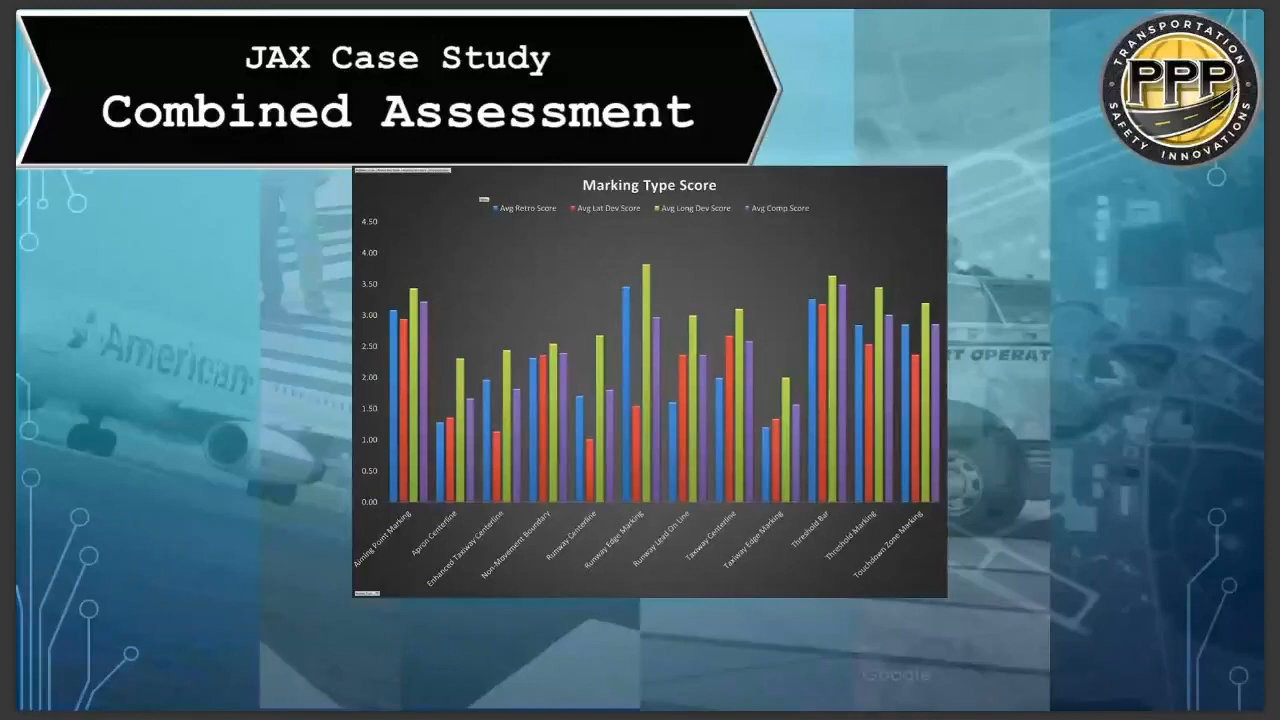 JAX Case Study
Combined Assessment
TRANSPORTATION
PPP
SAFETY INNOVATIONS
Marking Type Score
Avg Retro Score Avg Lat Dev Score Avg Long Dev Score Avg Comp Score
4.50
4.00
3.50
3.00
2.50
2.00
1.50
1.00
0.50
0.00
Aiming Point Marking
Apron Centerline
Enhanced Taxiway Centerline
Non-Movement Boundary
Runway Centerline
Runway Edge Marking
Runway Lead On Line
Taxiway Centerline
Taxiway Edge Marking
Threshold Bar
Threshold Marking
Touchdown Zone Marking
American
T OPERAT
Google